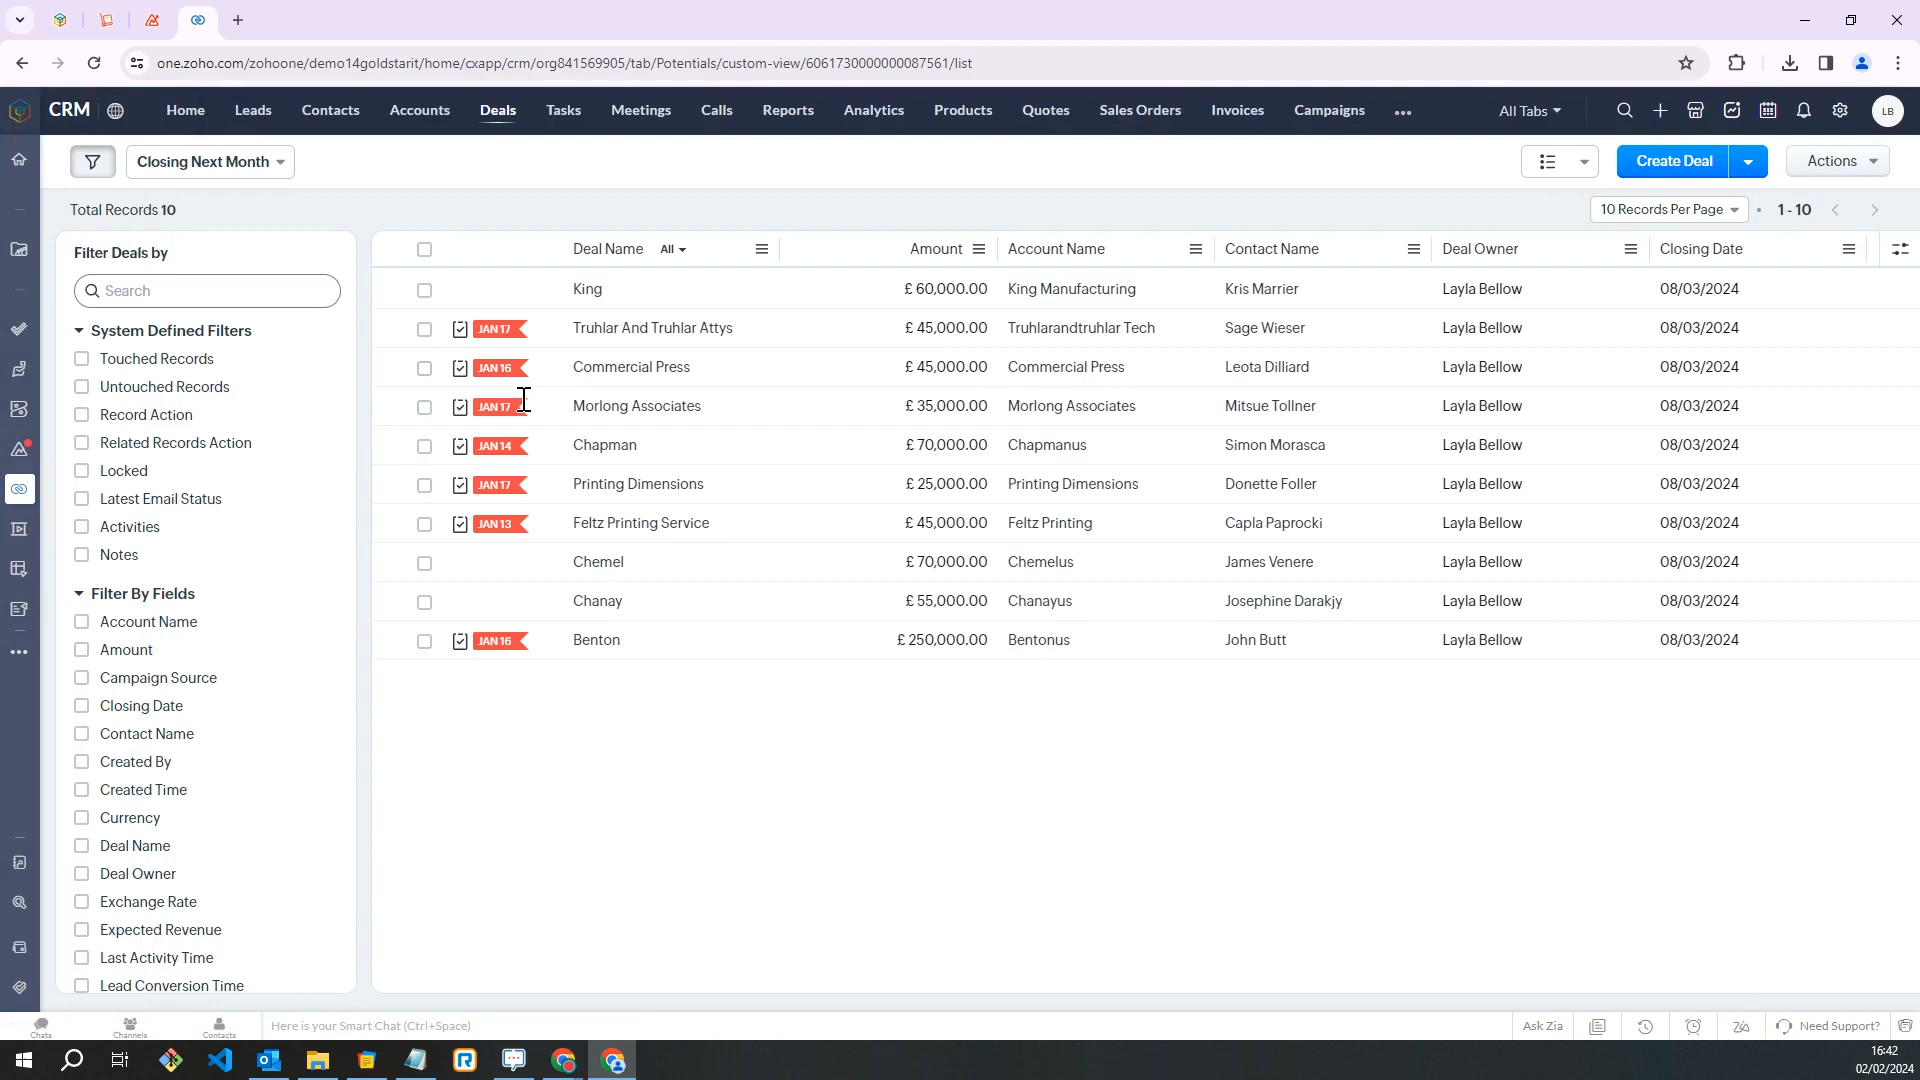 one.zoho.com/zohoone/demo14goldstarit/home/cxapp/crm/org841569905/tab/Potentials/custom-view/6061730000000087561/list
CRM Home Leads Contacts Accounts Deals Tasks Meetings Calls Reports Analytics Products Quotes Sales Orders Invoices Campaigns ••• All Tabs LB
Closing Next Month Create Deal Actions
Total Records 10 10 Records Per Page • 1 - 10
Filter Deals by
Search
System Defined Filters
Touched Records
Untouched Records
Record Action
Related Records Action
Locked
Latest Email Status
Activities
Notes
Filter By Fields
Account Name
Amount
Campaign Source
Closing Date
Contact Name
Created By
Created Time
Currency
Deal Name
Deal Owner
Exchange Rate
Expected Revenue
Last Activity Time
Lead Conversion Time
Deal Name All Amount Account Name Contact Name Deal Owner Closing Date
King £ 60,000.00 King Manufacturing Kris Marrier Layla Bellow 08/03/2024
JAN 17 Truhlar And Truhlar Attys £ 45,000.00 Truhlarandtruhlar Tech Sage Wieser Layla Bellow 08/03/2024
JAN 16 Commercial Press £ 45,000.00 Commercial Press Leota Dilliard Layla Bellow 08/03/2024
JAN 17 Morlong Associates £ 35,000.00 Morlong Associates Mitsue Tollner Layla Bellow 08/03/2024
JAN 14 Chapman £ 70,000.00 Chapmanus Simon Morasca Layla Bellow 08/03/2024
JAN 17 Printing Dimensions £ 25,000.00 Printing Dimensions Donette Foller Layla Bellow 08/03/2024
JAN 13 Feltz Printing Service £ 45,000.00 Feltz Printing Capla Paprocki Layla Bellow 08/03/2024
Chemel £ 70,000.00 Chemelus James Venere Layla Bellow 08/03/2024
Chanay £ 55,000.00 Chanayus Josephine Darakjy Layla Bellow 08/03/2024
JAN 16 Benton £ 250,000.00 Bentonus John Butt Layla Bellow 08/03/2024
Chats Channels Contacts Here is your Smart Chat (Ctrl+Space) Ask Zia Need Support?
16:42
02/02/2024